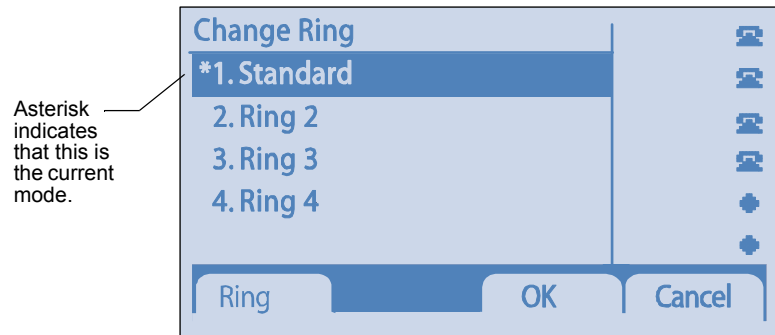 Change Ring
*1. Standard
2. Ring 2
3. Ring 3
4. Ring 4
Ring
OK
Cancel
Asterisk
indicates
that this is
the current
mode.